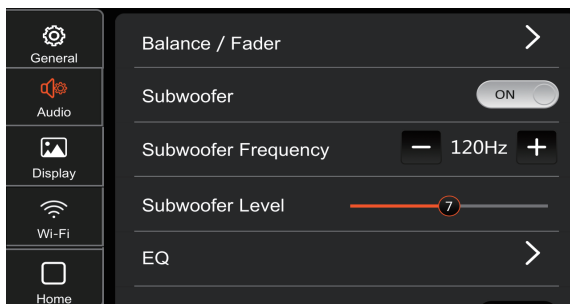 General
Audio
Display
Wi-Fi
Home
Balance / Fader
Subwoofer
ON
Subwoofer Frequency
120Hz
Subwoofer Level
7
EQ